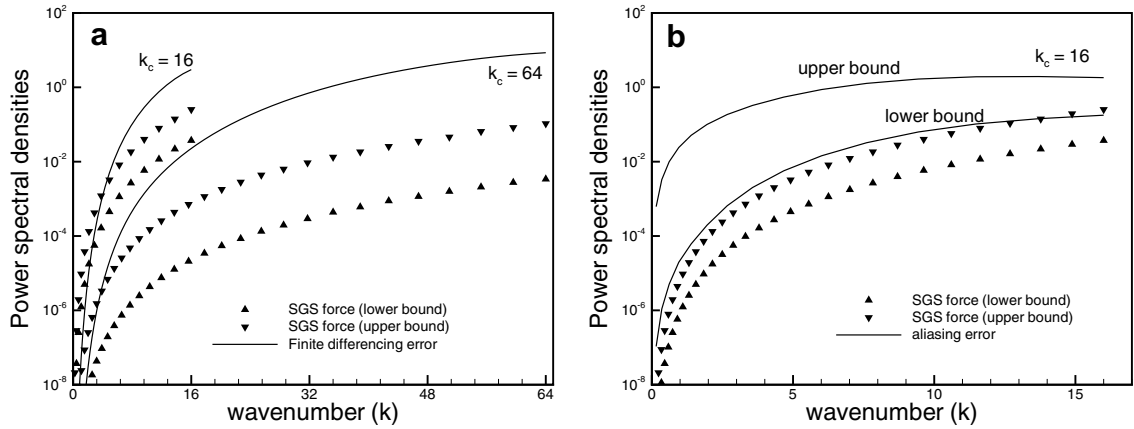 a
Power spectral densities
10^2
10^0
10^-2
10^-4
10^-6
10^-8
k_c = 16
k_c = 64
SGS force (lower bound)
SGS force (upper bound)
Finite differencing error
0 16 32 48 64
wavenumber (k)
b
Power spectral densities
10^2
10^0
10^-2
10^-4
10^-6
10^-8
upper bound
k_c = 16
lower bound
SGS force (lower bound)
SGS force (upper bound)
aliasing error
0 5 10 15
wavenumber (k)